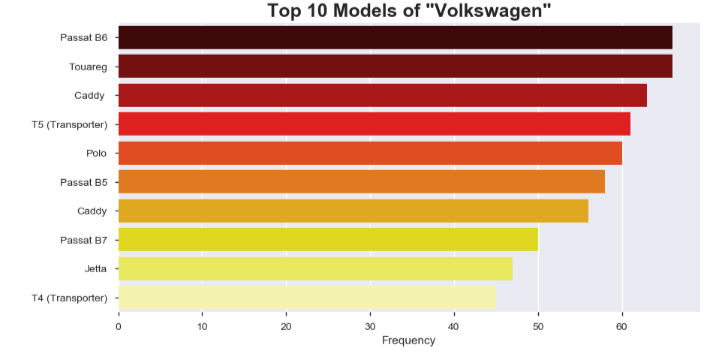 Top 10 Models of "Volkswagen"
Passat B6
Touareg
Caddy
T5 (Transporter)
Polo
Passat B5
Caddy
Passat B7
Jetta
T4 (Transporter)
0 10 20 30 40 50 60
Frequency